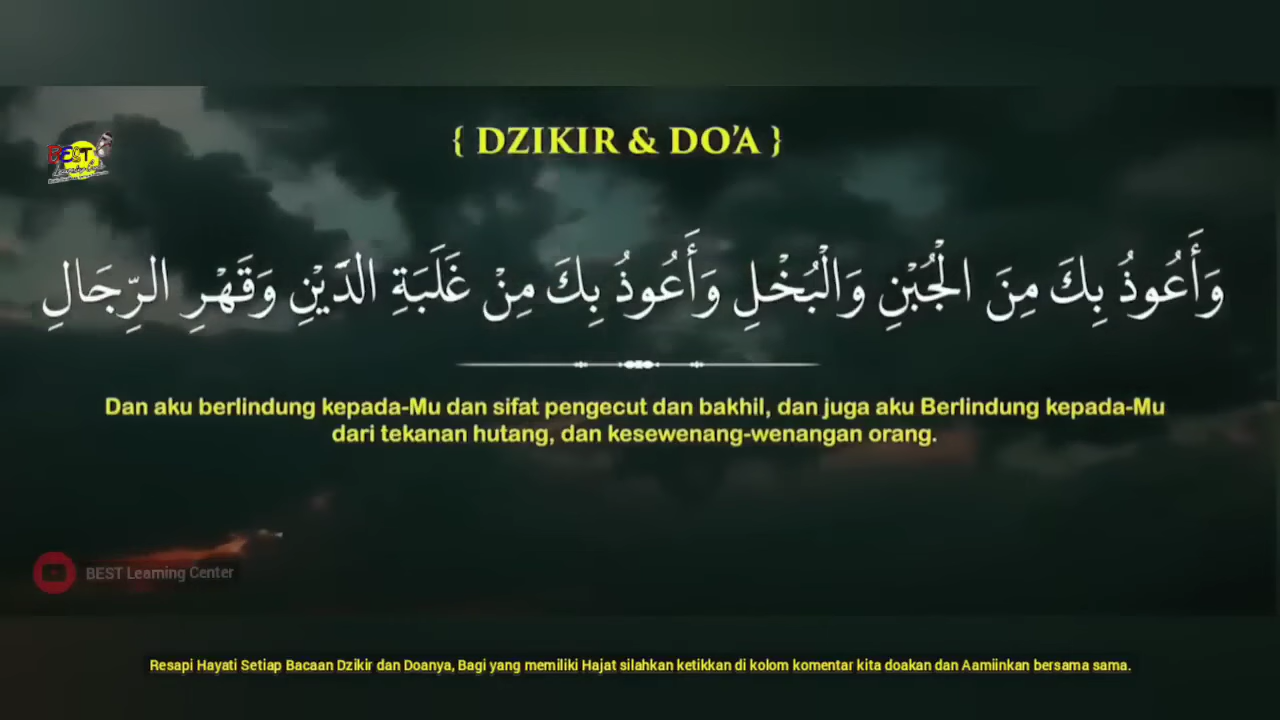 { DZIKIR & DO'A }
BEST
وَأَعُوذُ بِكَ مِنَ الْجُبْنِ وَالْبُخْلِ وَأَعُوذُ بِكَ مِنْ غَلَبَةِ الدَّيْنِ وَقَهْرِ الرِّجَالِ
Dan aku berlindung kepada-Mu dan sifat pengecut dan bakhil, dan juga aku Berlindung kepada-Mu
dari tekanan hutang, dan kesewenang-wenangan orang.
BEST Learning Center
Resapi Hayati Setiap Bacaan Dzikir dan Doanya, Bagi yang memiliki Hajat silahkan ketikkan di kolom komentar kita doakan dan Aamiinkan bersama sama.